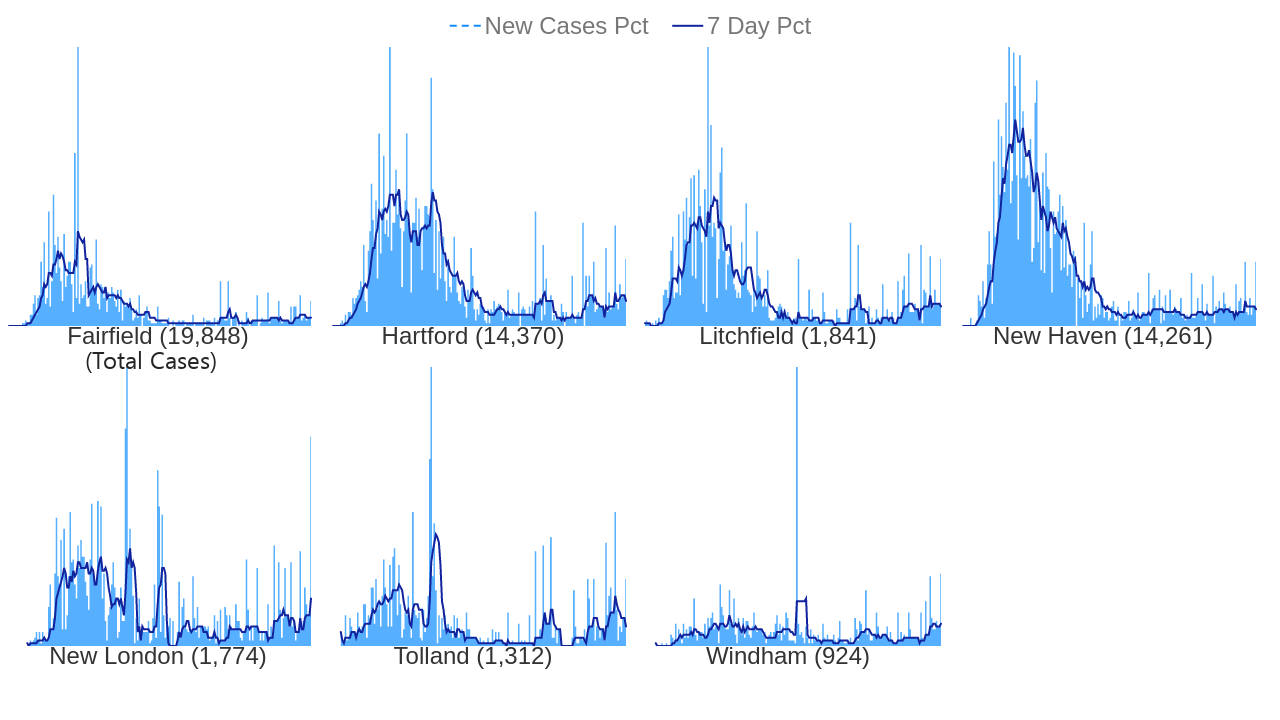 New Cases Pct 7 Day Pct
Fairfield (19,848) Hartford (14,370) Litchfield (1,841) New Haven (14,261)
(Total Cases)
New London (1,774) Tolland (1,312) Windham (924)